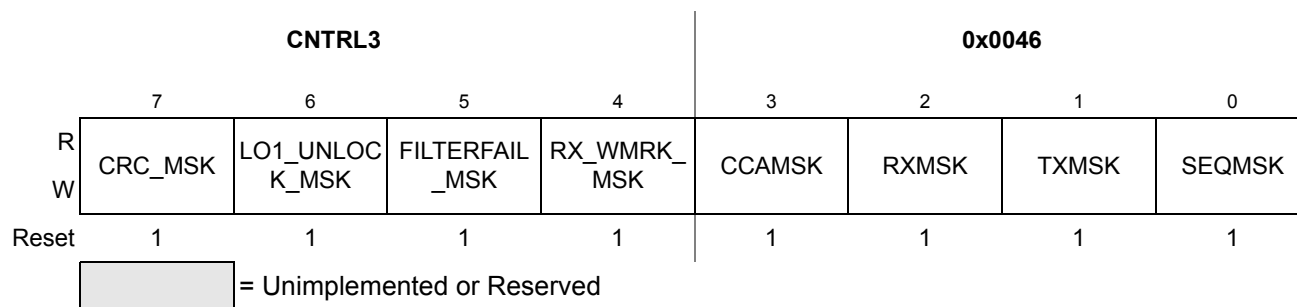 CNTRL3 0x0046
7 6 5 4 3 2 1 0
R
W
CRC_MSK LO1_UNLOC
K_MSK FILTERFAIL
_MSK RX_WMRK_
MSK CCAMSK RXMSK TXMSK SEQMSK
Reset 1 1 1 1 1 1 1 1
= Unimplemented or Reserved